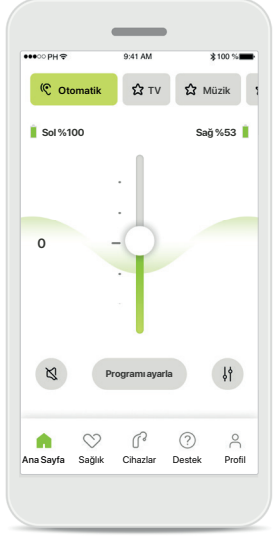 PH 9:41 AM 100 %
Otomatik TV Müzik
Sol %100 Sağ %53
0
Programı ayarla
Ana Sayfa Sağlık Cihazlar Destek Profil